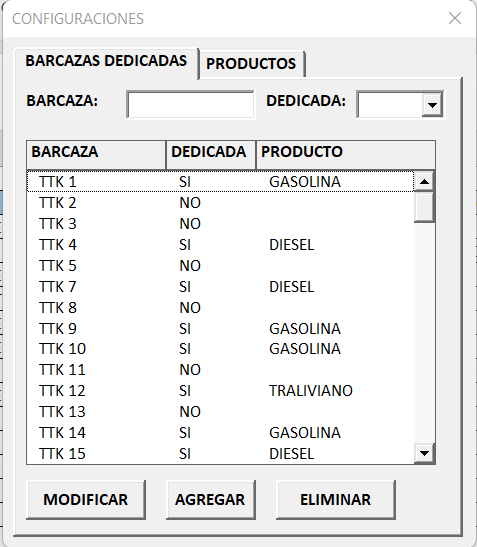 CONFIGURACIONES
BARCAZAS DEDICADAS PRODUCTOS
BARCAZA: DEDICADA:
BARCAZA DEDICADA PRODUCTO
TTK 1 SI GASOLINA
TTK 2 NO
TTK 3 NO
TTK 4 SI DIESEL
TTK 5 NO
TTK 7 SI DIESEL
TTK 8 NO
TTK 9 SI GASOLINA
TTK 10 SI GASOLINA
TTK 11 NO
TTK 12 SI TRALIVIANO
TTK 13 NO
TTK 14 SI GASOLINA
TTK 15 SI DIESEL
MODIFICAR AGREGAR ELIMINAR